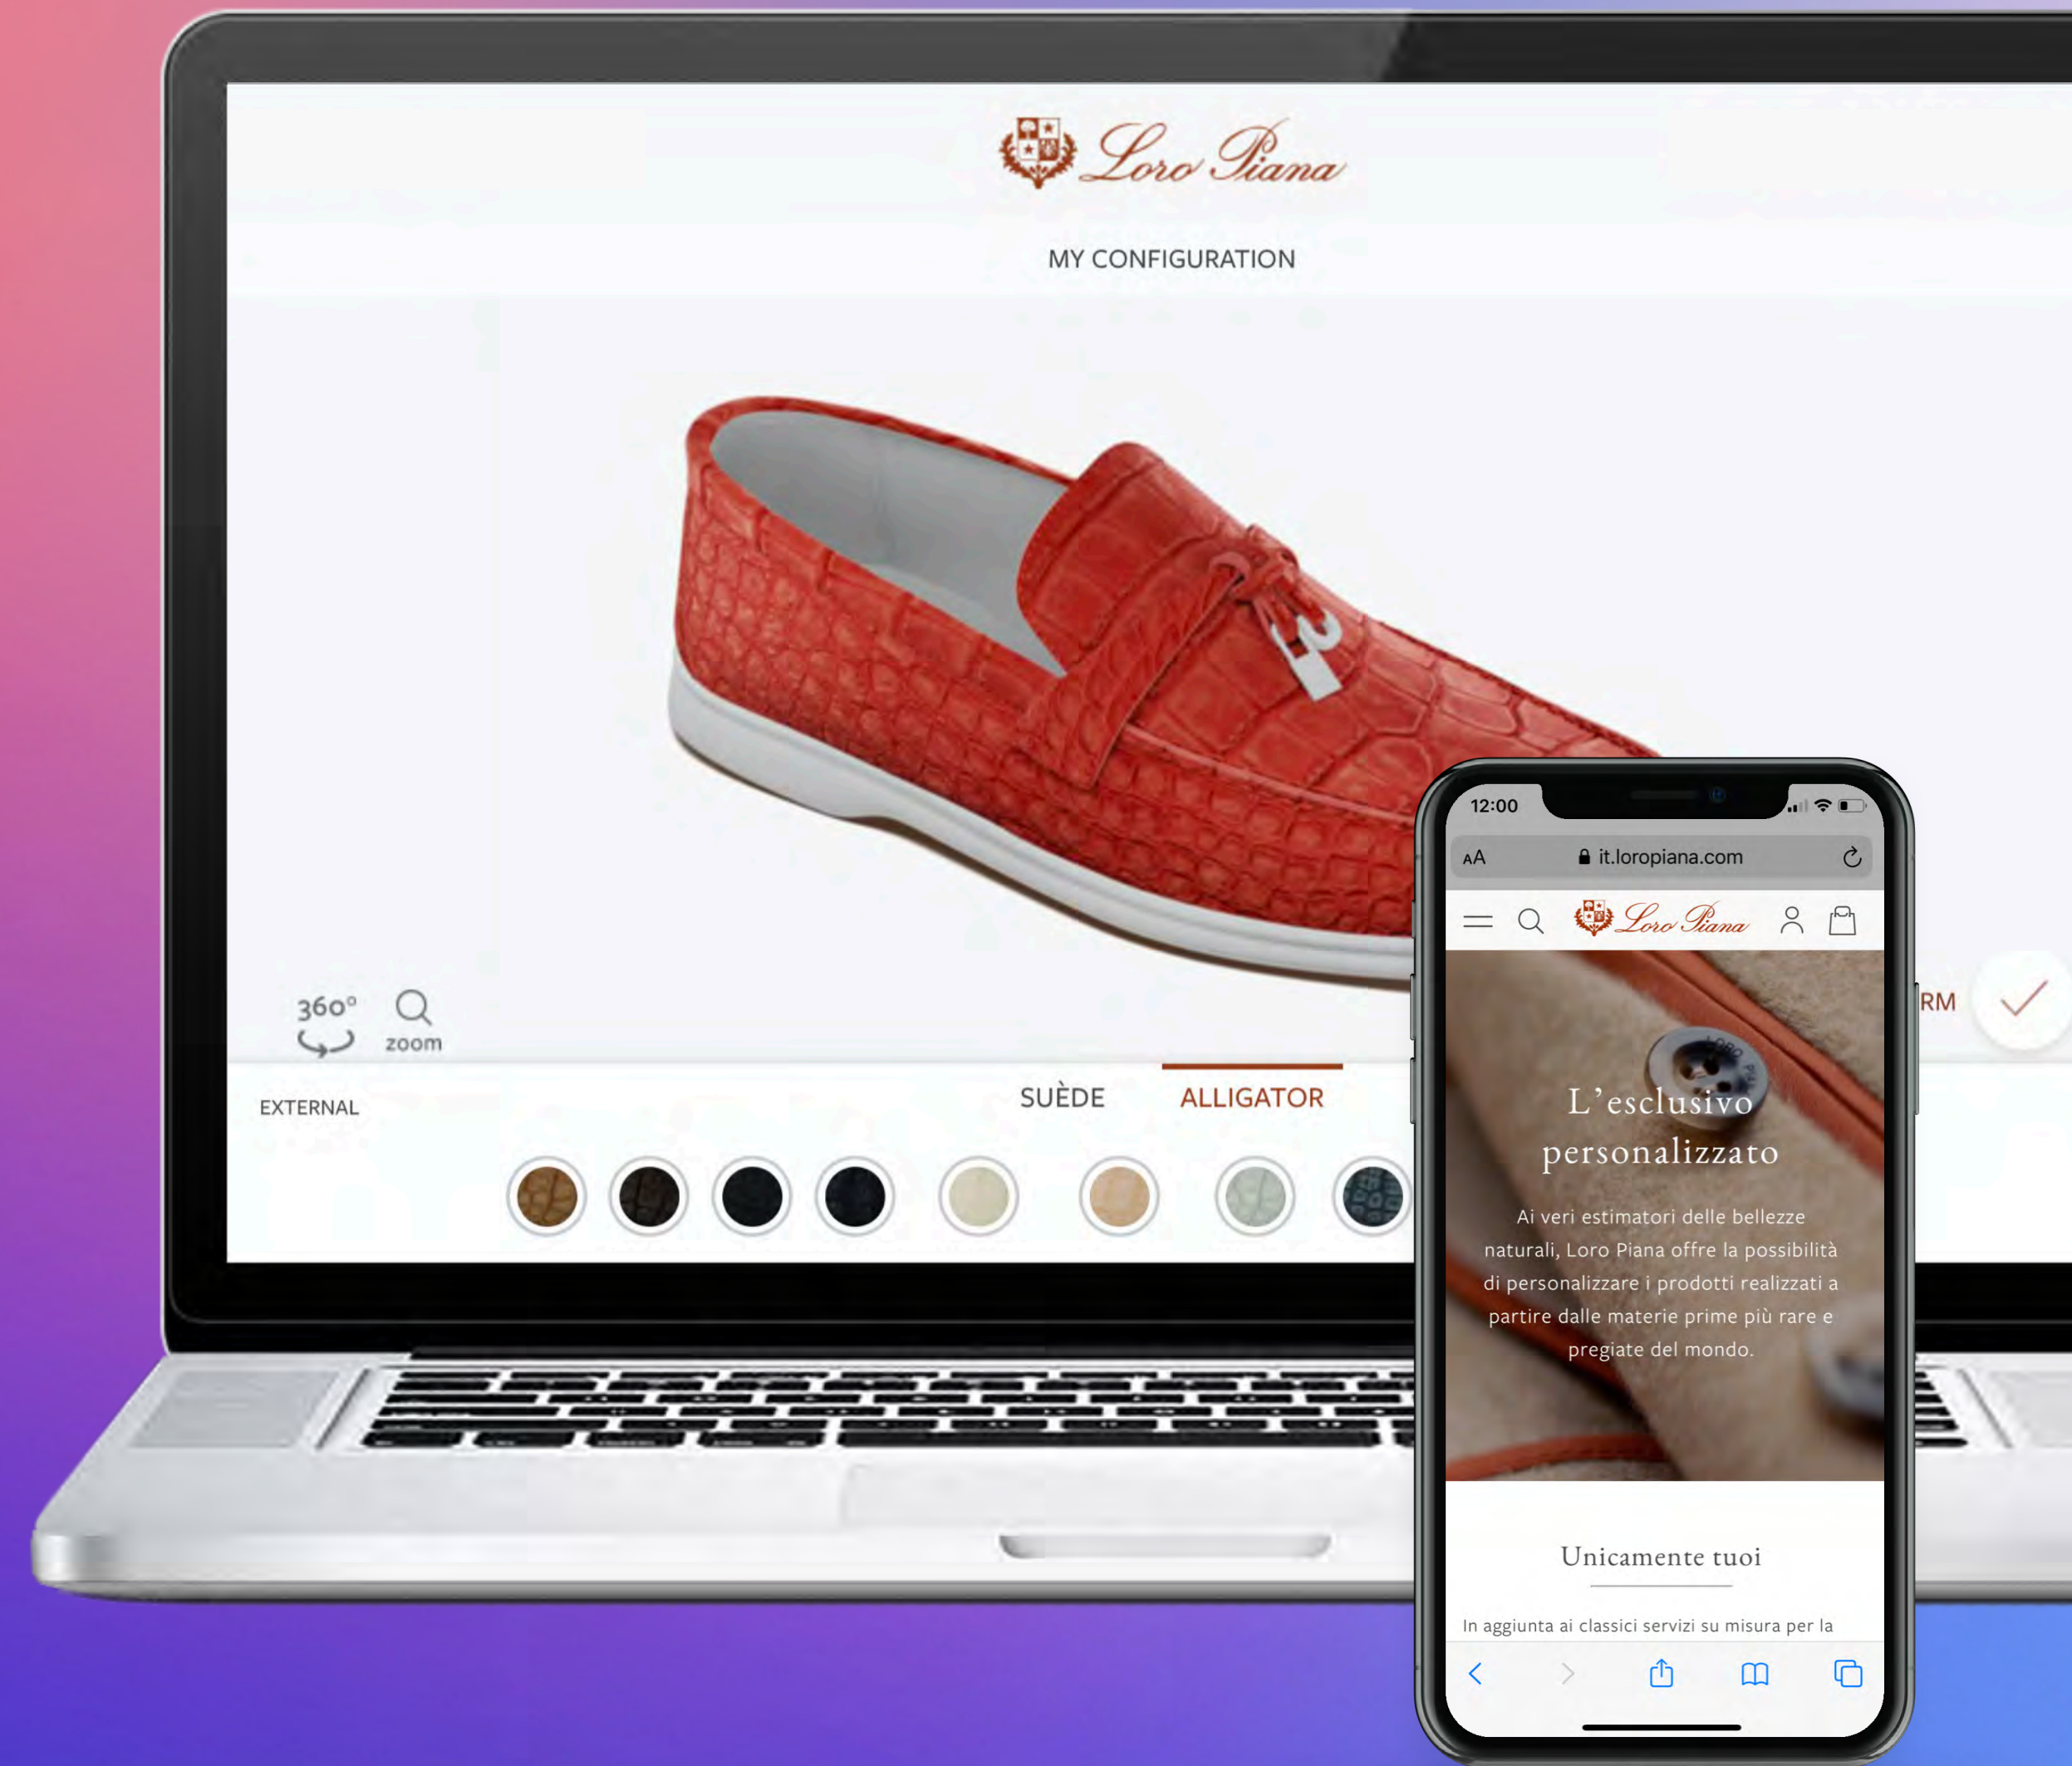 Loro Piana
MY CONFIGURATION
360°
zoom
RM
EXTERNAL
SUÈDE
ALLIGATOR
12:00
AA
it.loropiana.com
Loro Piana
LORO
L'esclusivo
personalizzato
Ai veri estimatori delle bellezze
naturali, Loro Piana offre la possibilità
di personalizzare i prodotti realizzati a
partire dalle materie prime più rare e
pregiate del mondo.
Unicamente tuoi
In aggiunta ai classici servizi su misura per la